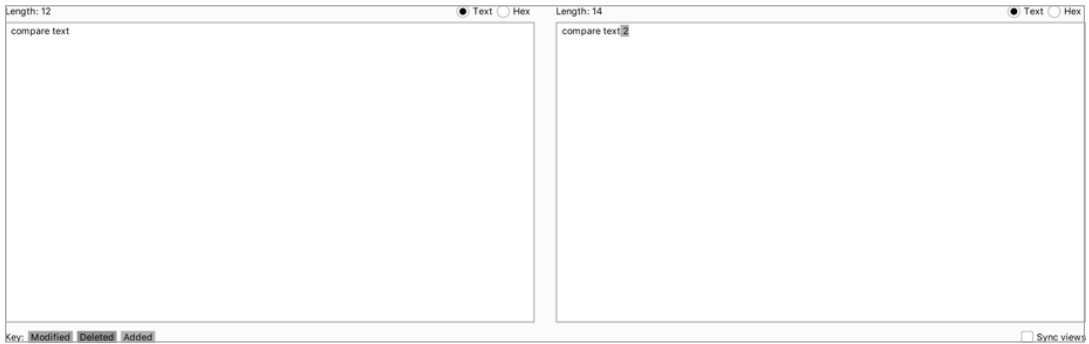 Length: 12 Text Hex Length: 14 Text Hex
compare text compare text 2
Key: Modified Deleted Added Sync views